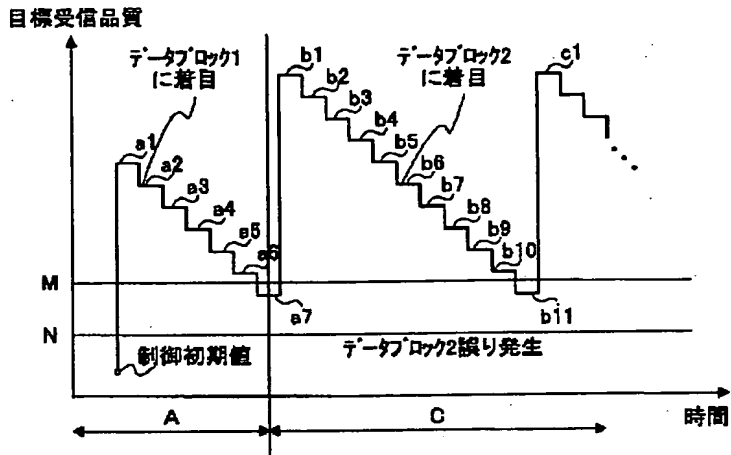 目標受信品質
データブロック1
に着目
データブロック2
に着目
a1
a2
a3
a4
a5
a6
a7
b1
b2
b3
b4
b5
b6
b7
b8
b9
b10
b11
c1
M
N
制御初期値
データブロック2誤り発生
A
C
時間